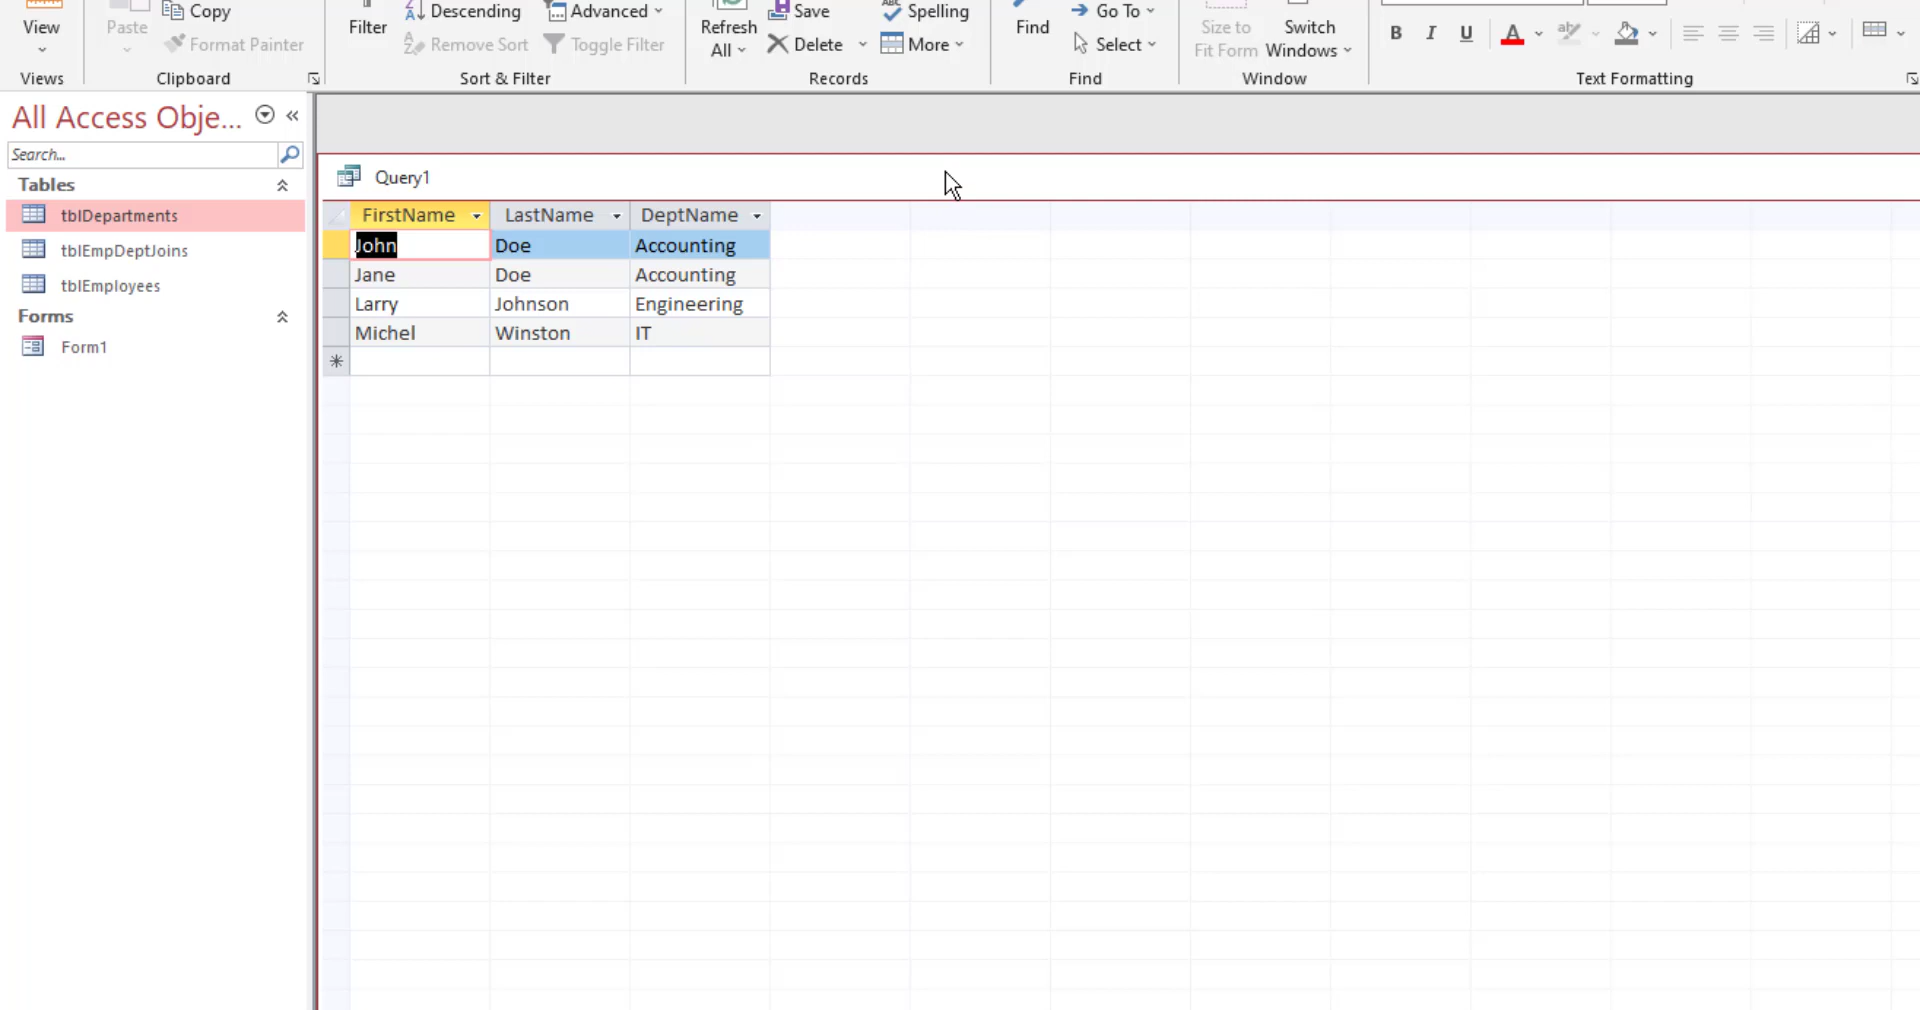 Copy
Descending
Advanced
Save
Spelling
Go To
View
Paste
Format Painter
Filter
Remove Sort
Toggle Filter
Refresh
All
Delete
More
Find
Select
Size to
Fit Form
Switch
Windows
B I U A
Views
Clipboard
Sort & Filter
Records
Find
Window
Text Formatting
All Access Obje...
Search...
Tables
tblDepartments
tblEmpDeptJoins
tblEmployees
Forms
Form1
Query1
FirstName LastName DeptName
John Doe Accounting
Jane Doe Accounting
Larry Johnson Engineering
Michel Winston IT